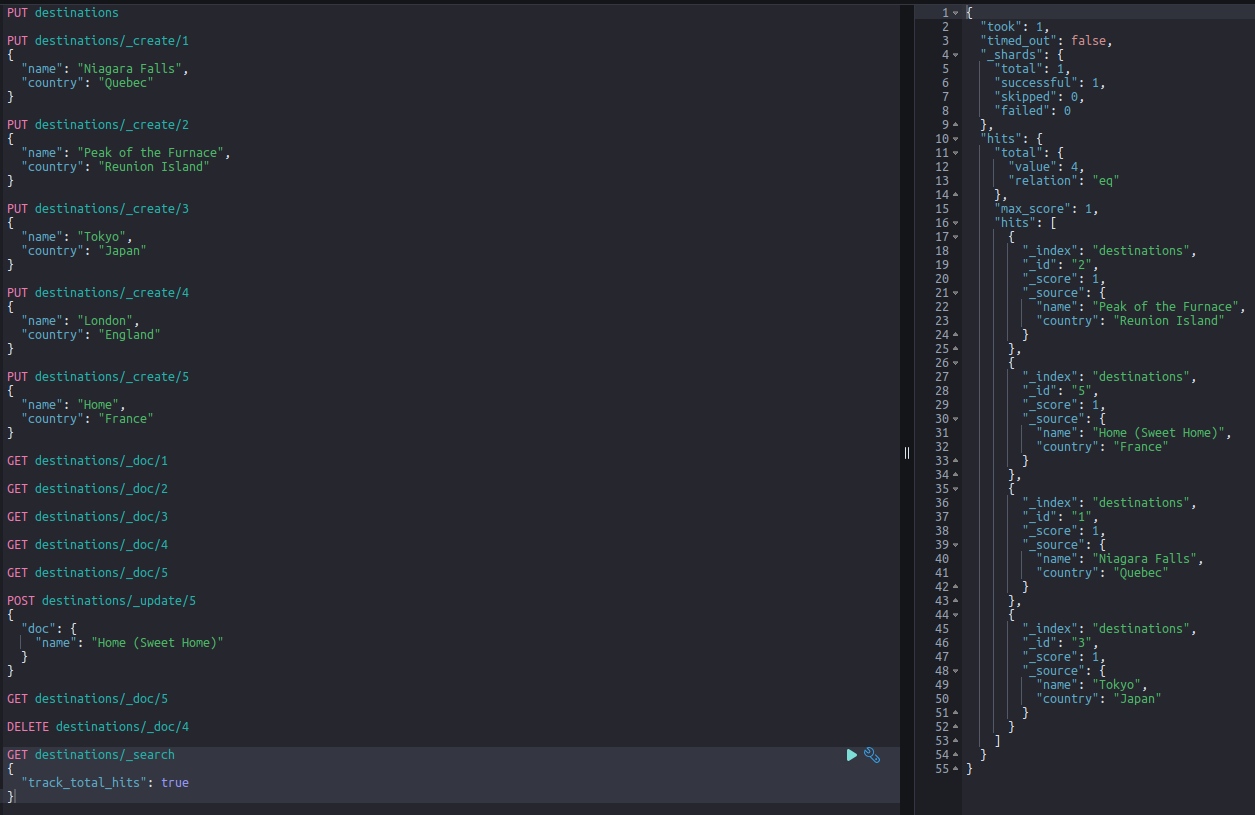 PUT destinations
PUT destinations/_create/1
{
  "name": "Niagara Falls",
  "country": "Quebec"
}
PUT destinations/_create/2
{
  "name": "Peak of the Furnace",
  "country": "Reunion Island"
}
PUT destinations/_create/3
{
  "name": "Tokyo",
  "country": "Japan"
}
PUT destinations/_create/4
{
  "name": "London",
  "country": "England"
}
PUT destinations/_create/5
{
  "name": "Home",
  "country": "France"
}
GET destinations/_doc/1
GET destinations/_doc/2
GET destinations/_doc/3
GET destinations/_doc/4
GET destinations/_doc/5
POST destinations/_update/5
{
  "doc": {
    "name": "Home (Sweet Home)"
  }
}
GET destinations/_doc/5
DELETE destinations/_doc/4
GET destinations/_search
{
  "track_total_hits": true
}
1 {
2   "took": 1,
3   "timed_out": false,
4   "_shards": {
5     "total": 1,
6     "successful": 1,
7     "skipped": 0,
8     "failed": 0
9   },
10   "hits": {
11     "total": {
12       "value": 4,
13       "relation": "eq"
14     },
15     "max_score": 1,
16     "hits": [
17       {
18         "_index": "destinations",
19         "_id": "2",
20         "_score": 1,
21         "_source": {
22           "name": "Peak of the Furnace",
23           "country": "Reunion Island"
24         }
25       },
26       {
27         "_index": "destinations",
28         "_id": "5",
29         "_score": 1,
30         "_source": {
31           "name": "Home (Sweet Home)",
32           "country": "France"
33         }
34       },
35       {
36         "_index": "destinations",
37         "_id": "1",
38         "_score": 1,
39         "_source": {
40           "name": "Niagara Falls",
41           "country": "Quebec"
42         }
43       },
44       {
45         "_index": "destinations",
46         "_id": "3",
47         "_score": 1,
48         "_source": {
49           "name": "Tokyo",
50           "country": "Japan"
51         }
52       }
53     ]
54   }
55 }